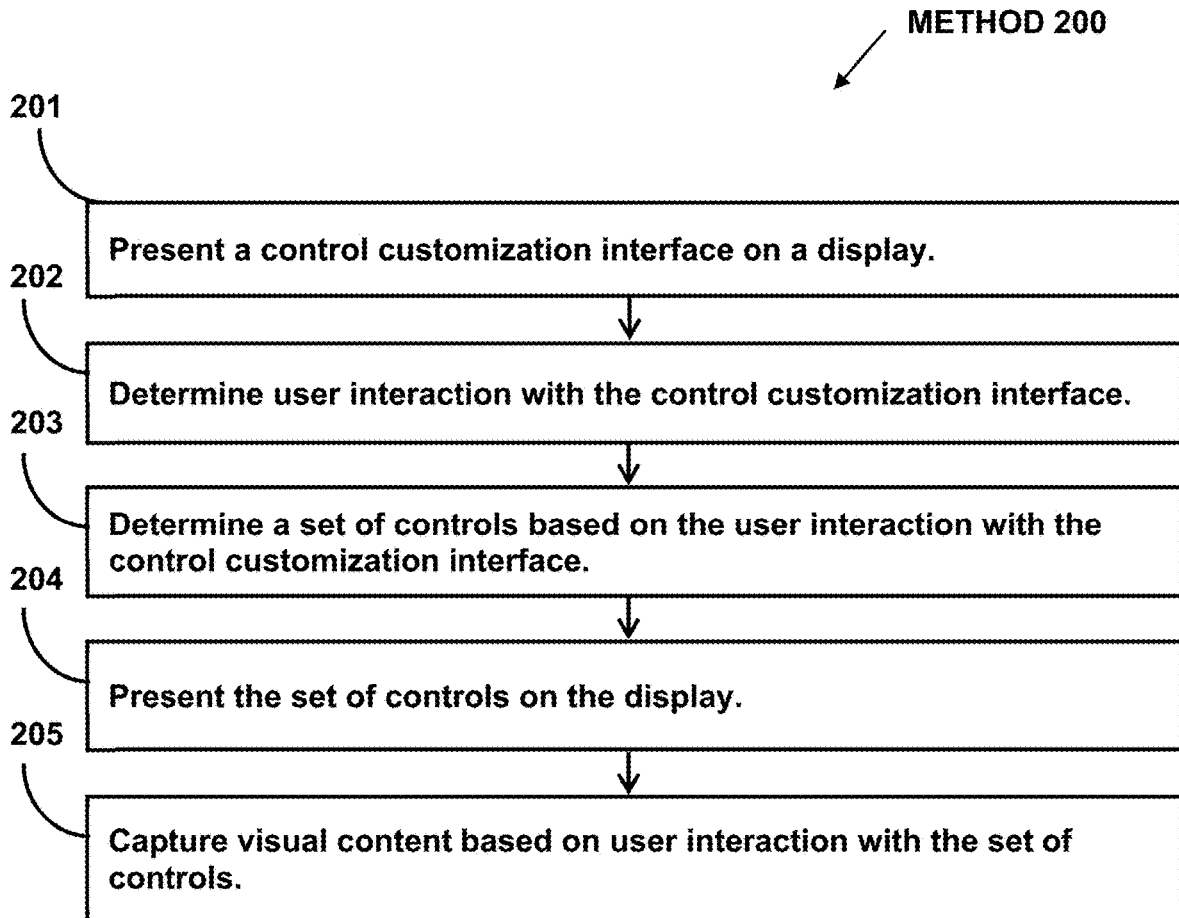 METHOD 200
201
Present a control customization interface on a display.
202
Determine user interaction with the control customization interface.
203
Determine a set of controls based on the user interaction with the
control customization interface.
204
Present the set of controls on the display.
205
Capture visual content based on user interaction with the set of
controls.